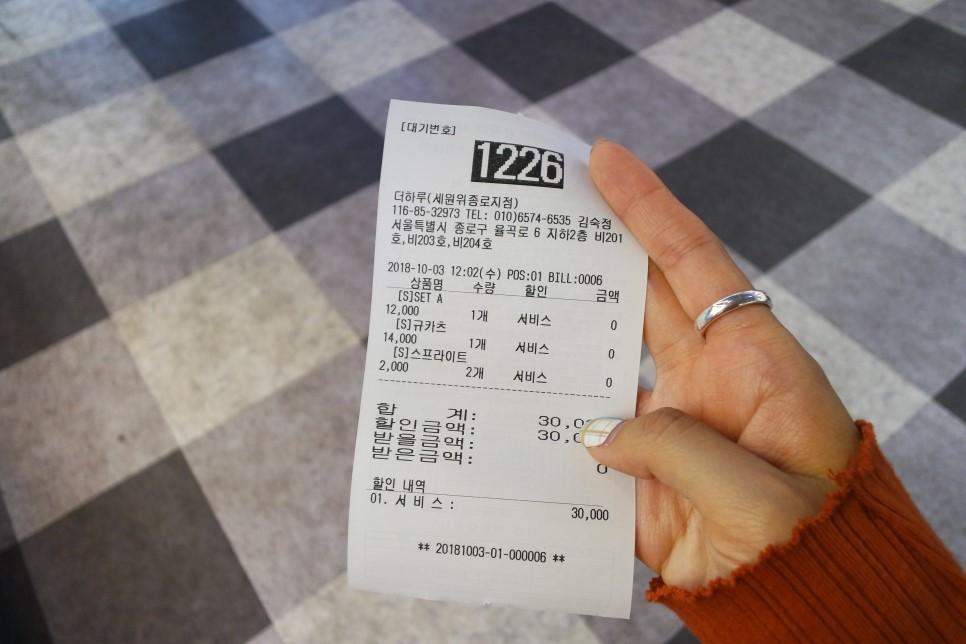 [대기번호]
1226
더하루(세원위종로지점)
116-85-32973 TEL: 010)6574-6535 김숙점
서울특별시 종로구 율곡로 6 지하2층 비201
호,비203호,비204호
2018-10-03 12:02(수) POS:01 BILL:0006
상품명 수량 할인 금액
[S]SET A
12,000 1개 서비스 0
[S]규카츠
14,000 1개 서비스 0
[S]스프라이트
2,000 2개 서비스 0
합 계: 30,0
할인금액: 30,0
받을금액:
받은금액: 0
할인 내역
01. 서 비 스 : 30,000
** 20181003-01-000006 **